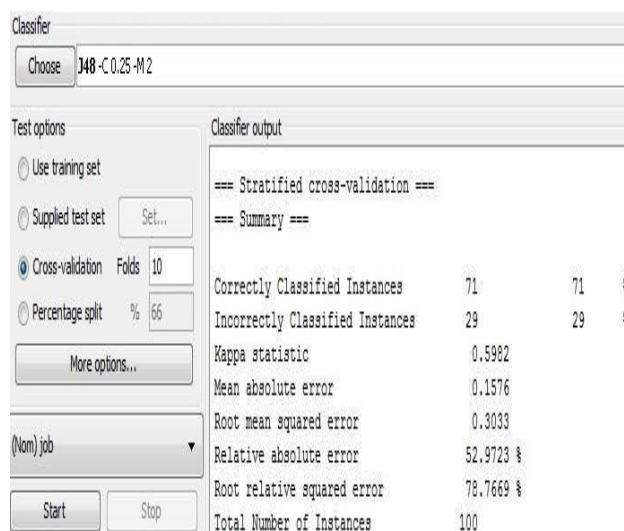 Classifier
Choose J48 -C 0.25 -M 2
Test options
Use training set
Supplied test set Set...
Cross-validation Folds 10
Percentage split % 66
More options...
(Nom) job
Start Stop
Classifier output
=== Stratified cross-validation ===
=== Summary ===
Correctly Classified Instances 71 71
Incorrectly Classified Instances 29 29
Kappa statistic 0.5982
Mean absolute error 0.1576
Root mean squared error 0.3033
Relative absolute error 52.9723 %
Root relative squared error 78.7669 %
Total Number of Instances 100